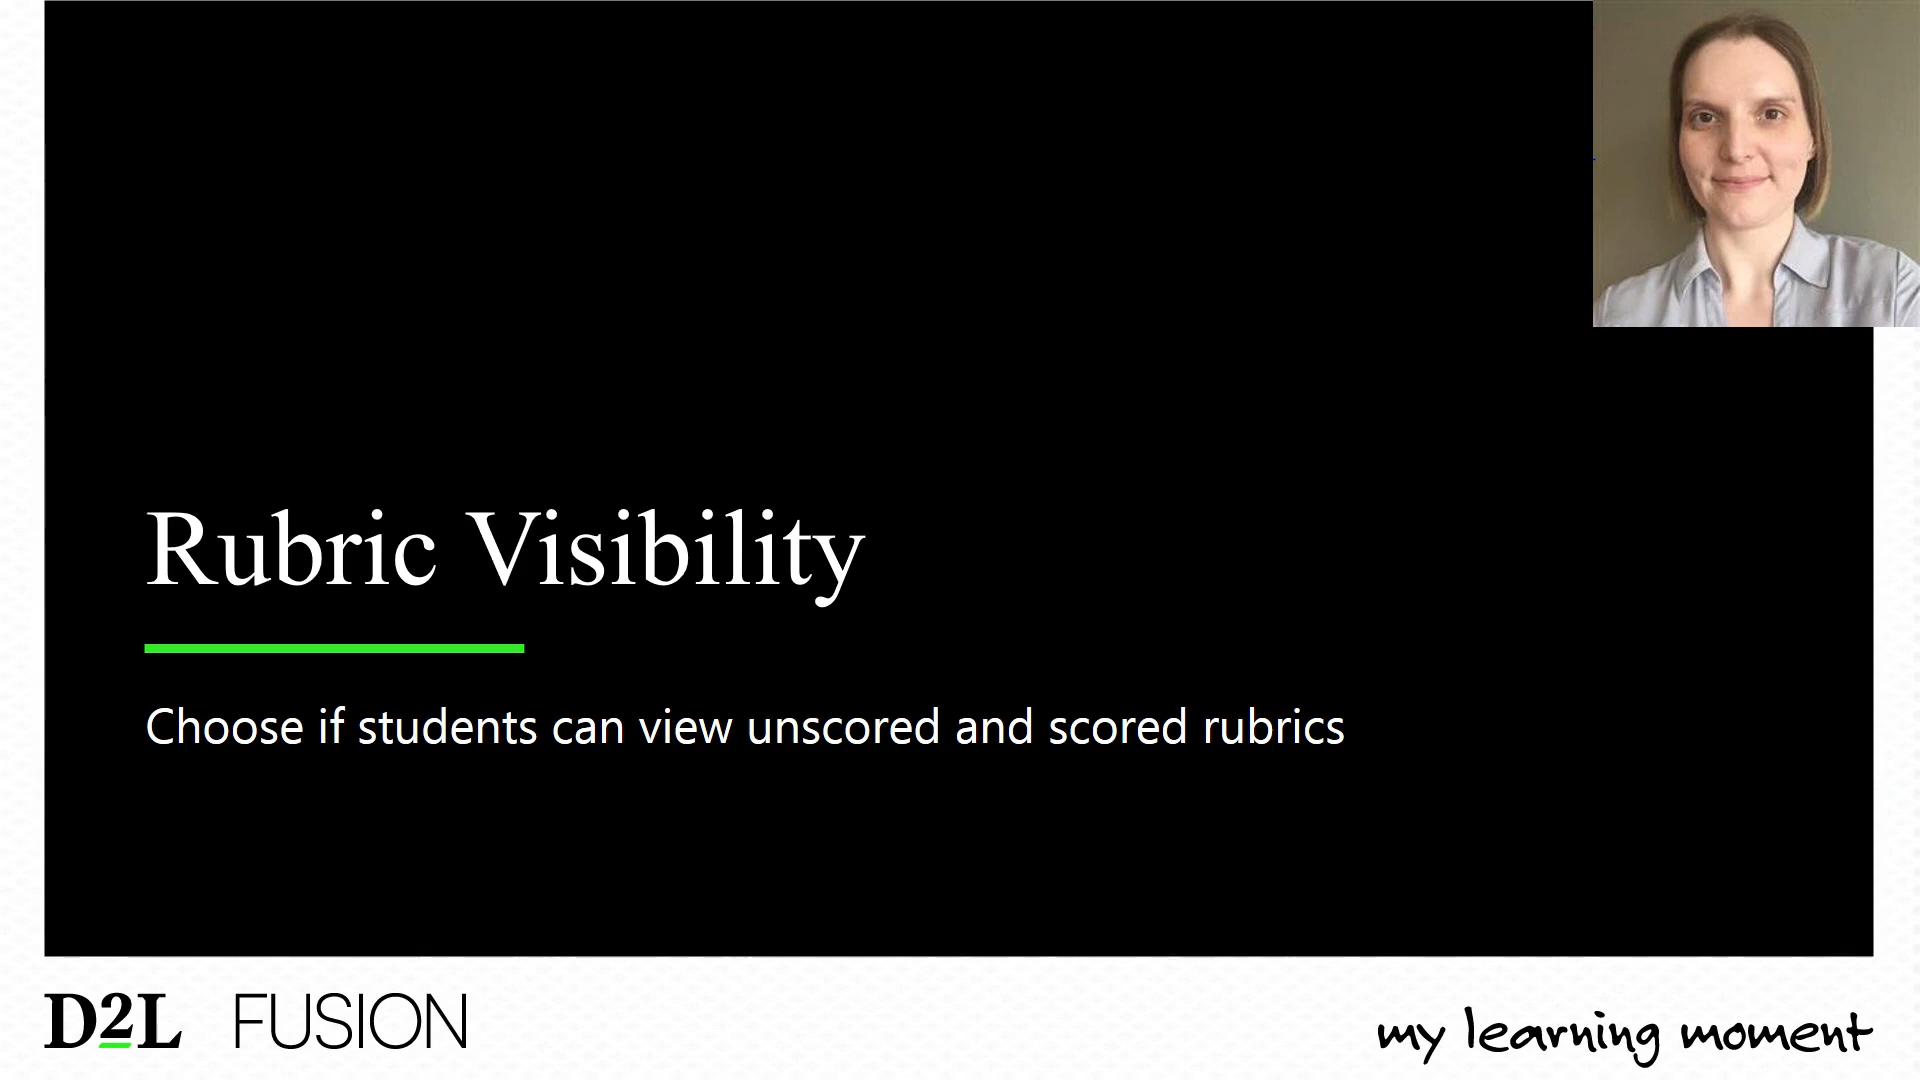 Rubric Visibility
Choose if students can view unscored and scored rubrics
D2L FUSION
my learning moment